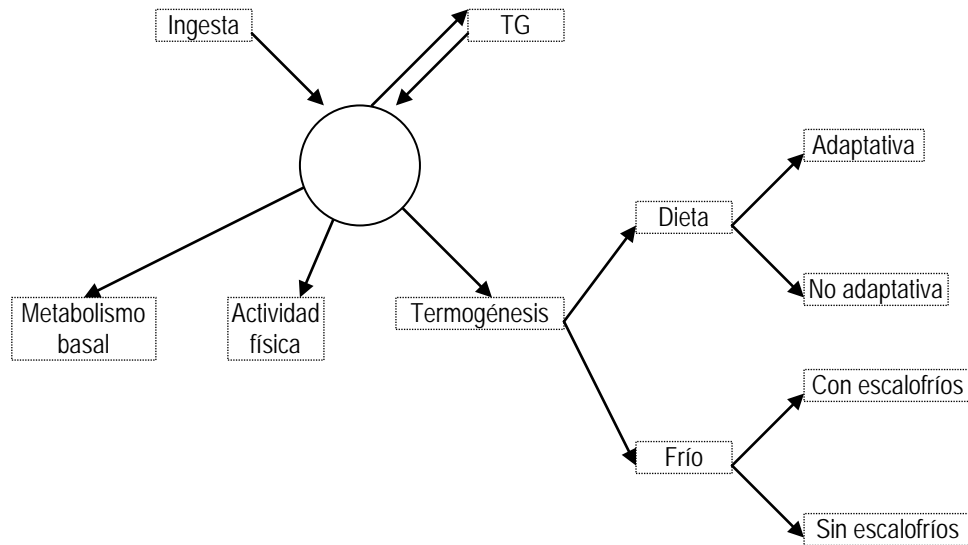 Ingesta
TG
Adaptativa
Dieta
No adaptativa
Metabolismo
basal
Actividad
física
Termogénesis
Con escalofríos
Frío
Sin escalofríos